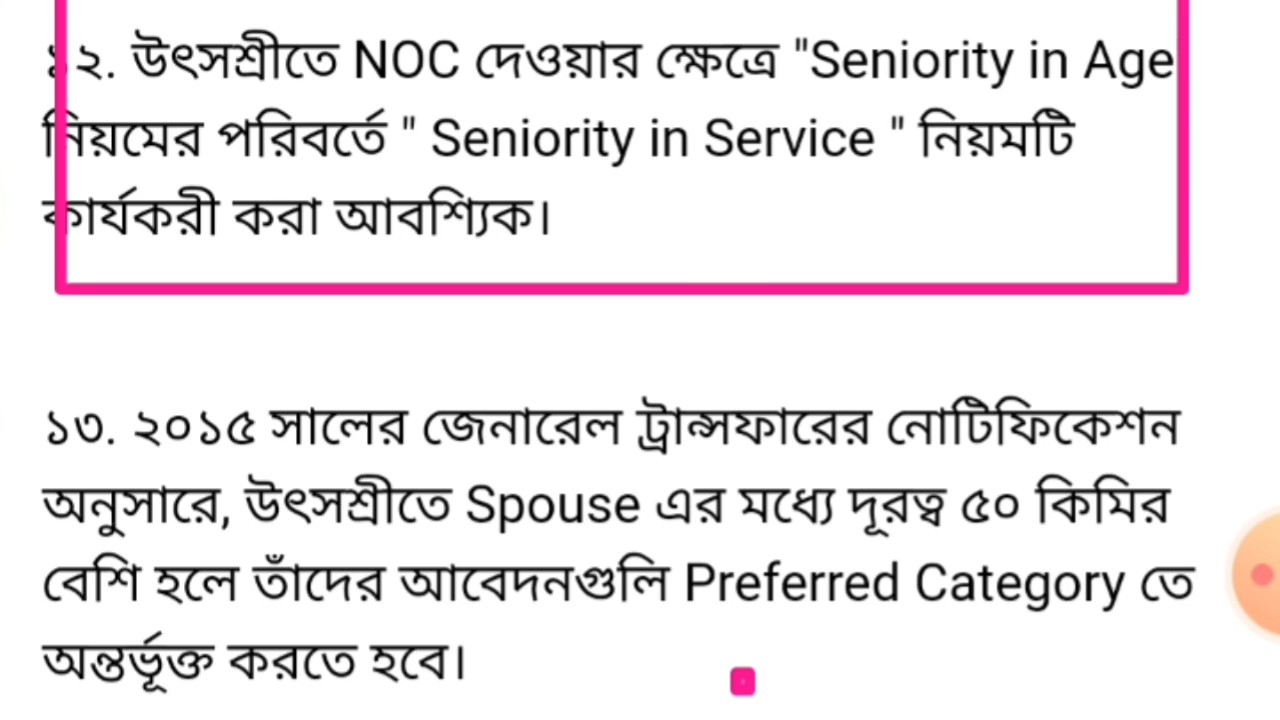 ১২. উৎসশ্রীতে NOC দেওয়ার ক্ষেত্রে "Seniority in Age
নিয়মের পরিবর্তে " Seniority in Service " নিয়মটি
কার্যকরী করা আবশ্যিক।
১৩. ২০১৫ সালের জেনারেল ট্রান্সফারের নোটিফিকেশন
অনুসারে, উৎসশ্রীতে Spouse এর মধ্যে দূরত্ব ৫০ কিমির
বেশি হলে তাঁদের আবেদনগুলি Preferred Category তে
অন্তর্ভূক্ত করতে হবে।